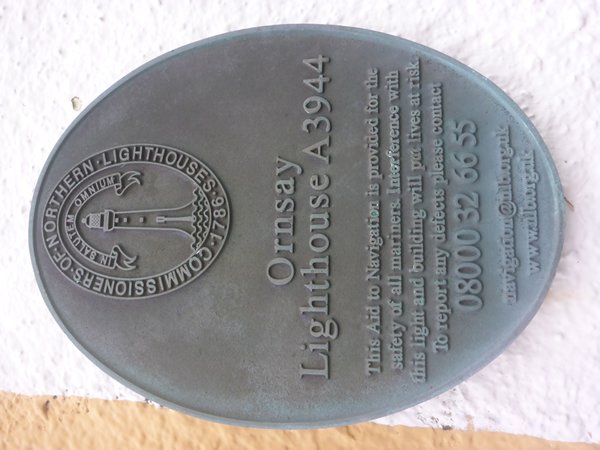 COMMISSIONERS·OF·NORTHERN·LIGHTHOUSES·1786·
IN SALUTEM OMNIUM
Ornsay
Lighthouse A3944
This Aid to Navigation is provided for the
safety of all mariners. Interference with
this light and building will put lives at risk.
To report any defects please contact
08000 32 66 55
navigation@nlb.org.uk
www.nlb.org.uk